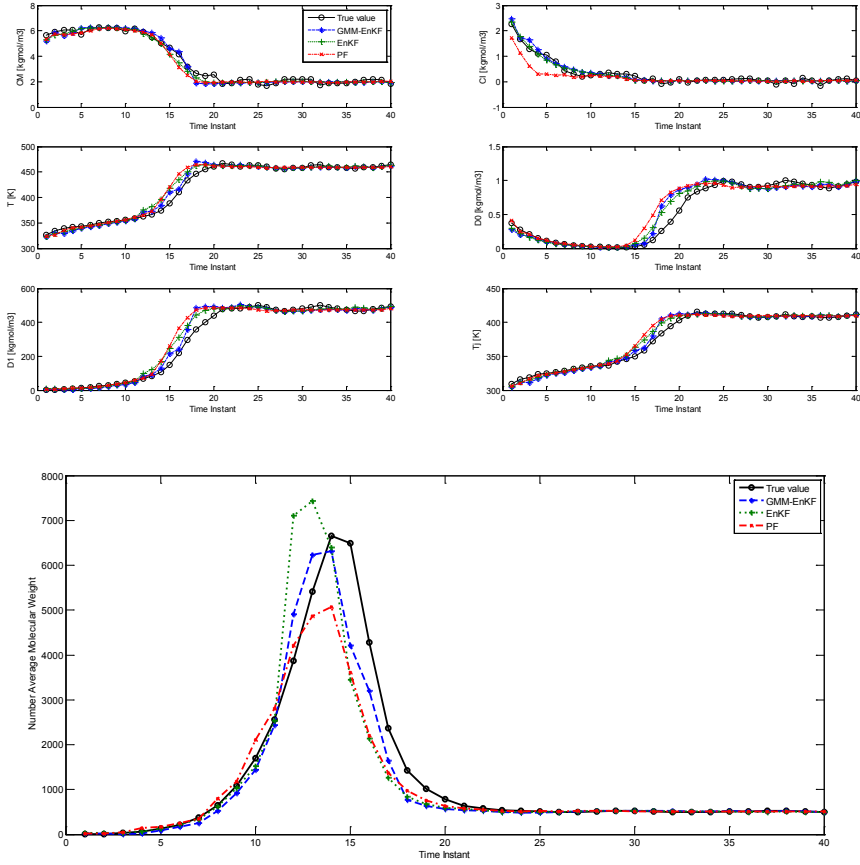 8
6
4
2
0
CM [kgmol/m3]
0 5 10 15 20 25 30 35 40
Time Instant
True value
GMM-EnKF
EnKF
PF
3
2
1
0
-1
CI [kgmol/m3]
0 5 10 15 20 25 30 35 40
Time Instant
500
450
400
350
300
T [K]
0 5 10 15 20 25 30 35 40
Time Instant
1.5
1
0.5
0
D0 [kgmol/m3]
0 5 10 15 20 25 30 35 40
Time Instant
600
400
200
0
D1 [kgmol/m3]
0 5 10 15 20 25 30 35 40
Time Instant
450
400
350
300
Tj [K]
0 5 10 15 20 25 30 35 40
Time Instant
8000
7000
6000
5000
4000
3000
2000
1000
0
Number Average Molecular Weight
0 5 10 15 20 25 30 35 40
Time Instant
True value
GMM-EnKF
EnKF
PF